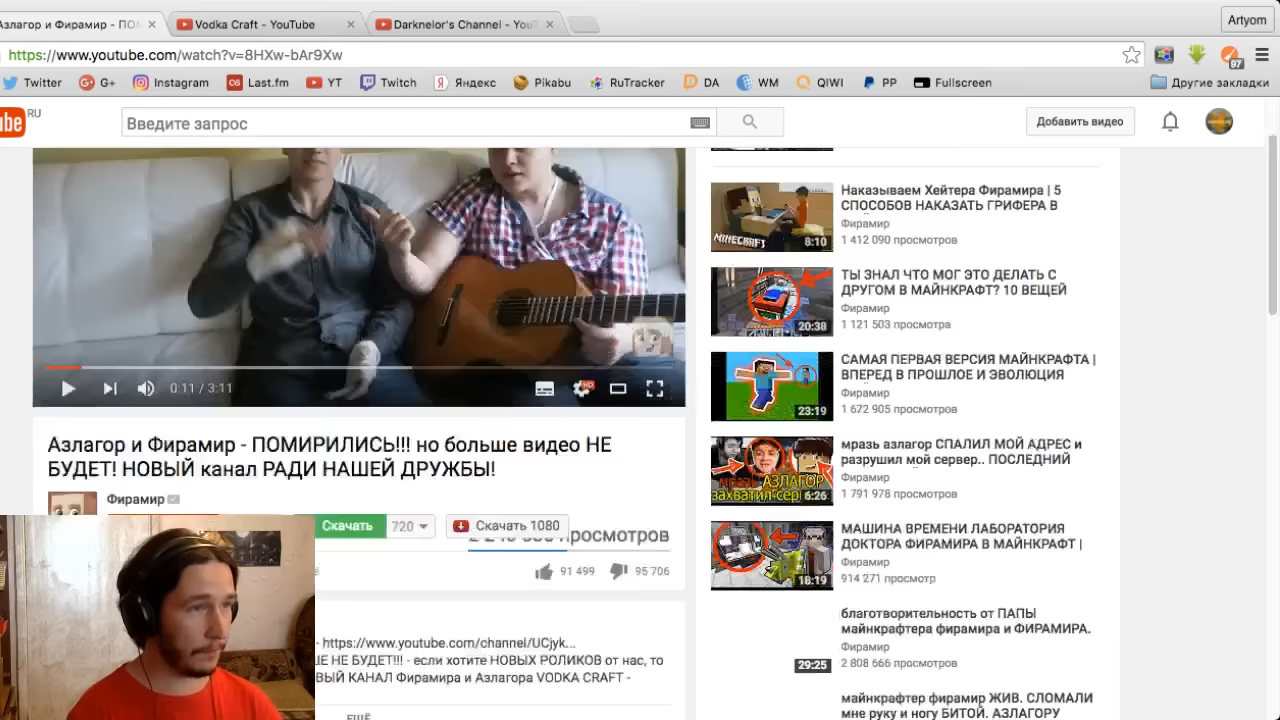 Азлагор и Фирамир - ПО
Vodka Craft - YouTube
Darknelor's Channel - You
Artyom
https://www.youtube.com/watch?v=8HXw-bAr9Xw
97
Twitter
G+
Instagram
Last.fm
YT
Twitch
Яндекс
Pikabu
RuTracker
DA
WM
QIWI
PP
Fullscreen
Другие закладки
RU
Введите запрос
Добавить видео
0:11 / 3:11
HD
Азлагор и Фирамир - ПОМИРИЛИСЬ!!! но больше видео НЕ
БУДЕТ! НОВЫЙ канал РАДИ НАШЕЙ ДРУЖБЫ!
Фирамир
Скачать
720
Скачать 1080
просмотров
91 499
95 706
- https://www.youtube.com/channel/UCjyk...
НЕ БУДЕТ!!! - если хотите НОВЫХ РОЛИКОВ от нас, то
КАНАЛ Фирамира и Азлагора VODKA CRAFT -
ЕЩЁ
Наказываем Хейтера Фирамира | 5
СПОСОБОВ НАКАЗАТЬ ГРИФЕРА В
Фирамир
1 412 090 просмотров
MINECRAFT
8:10
ТЫ ЗНАЛ ЧТО МОГ ЭТО ДЕЛАТЬ С
ДРУГОМ В МАЙНКРАФТ? 10 ВЕЩЕЙ
Фирамир
1 121 503 просмотра
20:38
САМАЯ ПЕРВАЯ ВЕРСИЯ МАЙНКРАФТА |
ВПЕРЕД В ПРОШЛОЕ И ЭВОЛЮЦИЯ
Фирамир
1 672 905 просмотров
23:19
мразь азлагор СПАЛИЛ МОЙ АДРЕС и
разрушил мой сервер.. ПОСЛЕДНИЙ
Фирамир
1 791 978 просмотров
мразь АЗЛАГОР
захватил сер
6:26
МАШИНА ВРЕМЕНИ ЛАБОРАТОРИЯ
ДОКТОРА ФИРАМИРА В МАЙНКРАФТ |
Фирамир
914 271 просмотр
18:19
благотворительность от ПАПЫ
майнкрафтера фирамира и ФИРАМИРА.
Фирамир
2 808 666 просмотров
29:25
майнкрафтер фирамир ЖИВ. СЛОМАЛИ
мне руку и ногу БИТОЙ. АЗЛАГОРУ